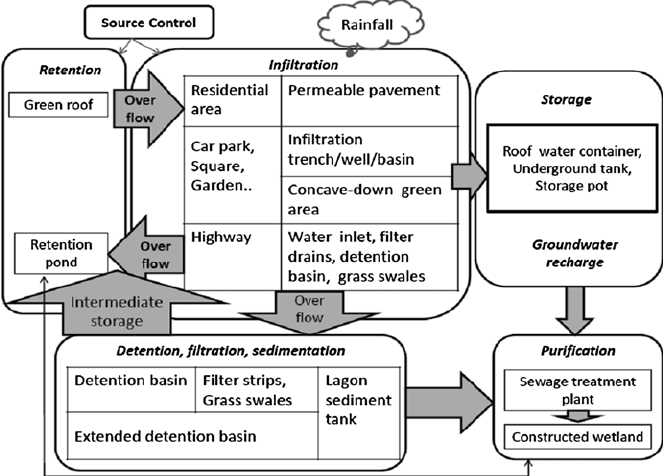 Source Control
Rainfall
Retention
Green roof
Over
flow
Retention
pond
Infiltration
Residential
area
Permeable pavement
Car park,
Square,
Garden..
Infiltration
trench/well/basin
Concave-down green
area
Highway
Water inlet, filter
drains, detention
basin, grass swales
Over
flow
Over
flow
Intermediate
storage
Storage
Roof water container,
Underground tank,
Storage pot
Groundwater
recharge
Detention, filtration, sedimentation
Detention basin
Filter strips,
Grass swales
Lagon
sediment
tank
Extended detention basin
Purification
Sewage treatment
plant
Constructed wetland